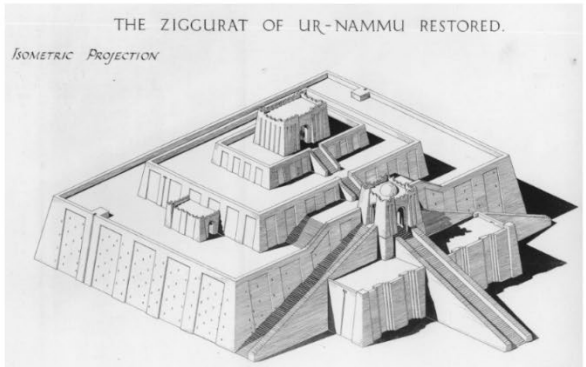 THE ZIGGURAT OF UR-NAMMU RESTORED.
ISOMETRIC PROJECTION